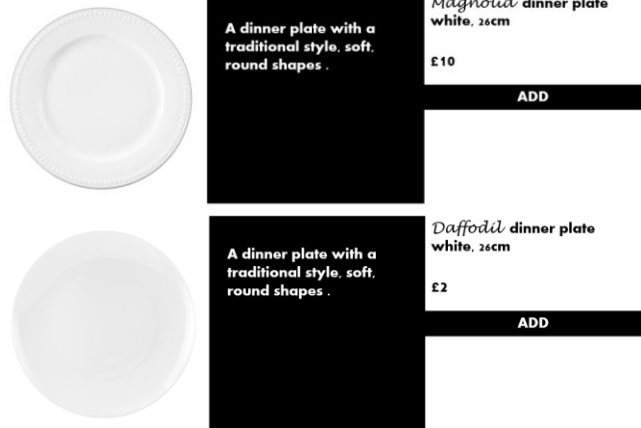 A dinner plate with a
traditional style, soft,
round shapes .
Magnolia dinner plate
white, 26cm
£10
ADD
A dinner plate with a
traditional style, soft,
round shapes .
Daffodil dinner plate
white, 26cm
£2
ADD